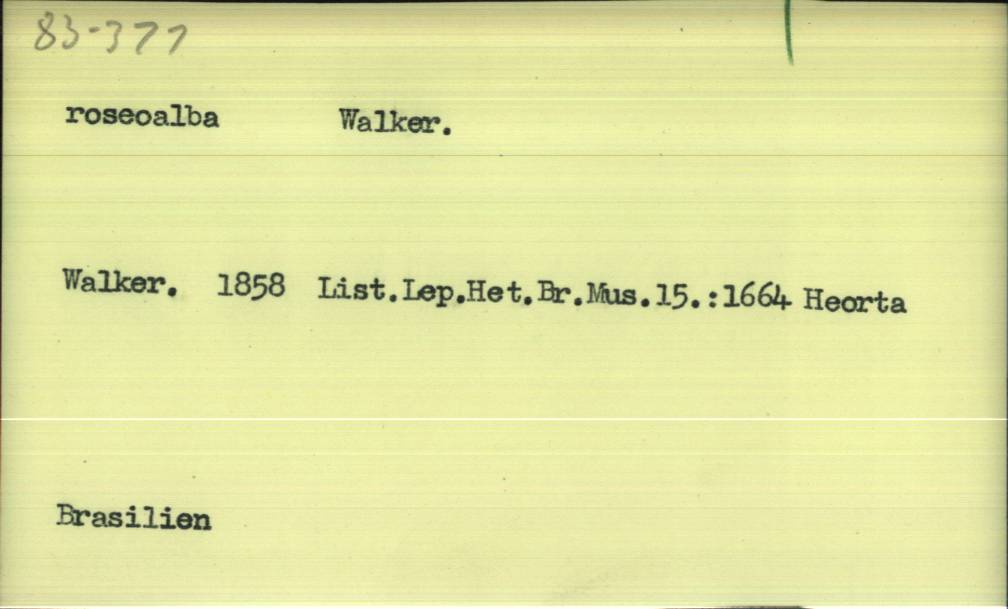 83-377
roseoalba Walker.
Walker. 1858 List.Lep.Het.Br.Mus.15.:1664 Heorta
Brasilien